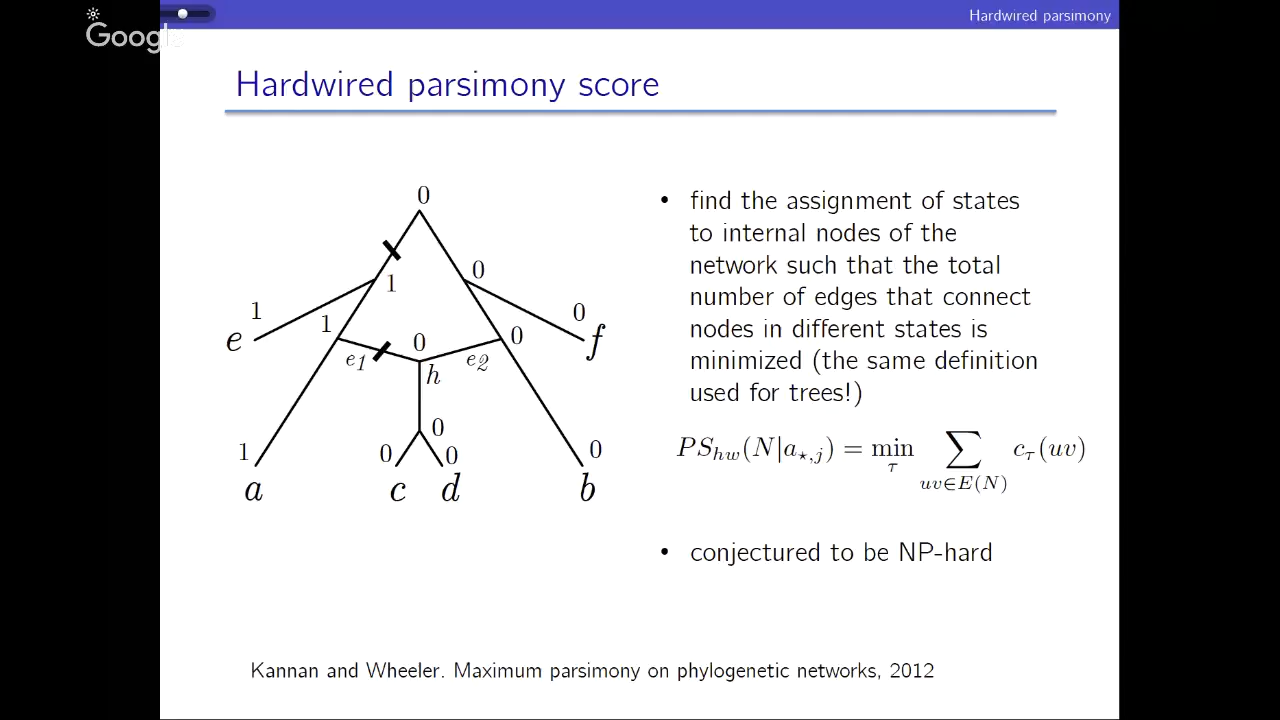 Hardwired parsimony
Google
Hardwired parsimony score
0
1
0
1
0
e
1
0
0
f
e1
e2
h
1
0
0
0
0
a
c
d
b
• find the assignment of states
to internal nodes of the
network such that the total
number of edges that connect
nodes in different states is
minimized (the same definition
used for trees!)
PS_hw(N|a_⋆,j) = min_τ ∑_uv∈E(N) c_τ(uv)
• conjectured to be NP-hard
Kannan and Wheeler. Maximum parsimony on phylogenetic networks, 2012